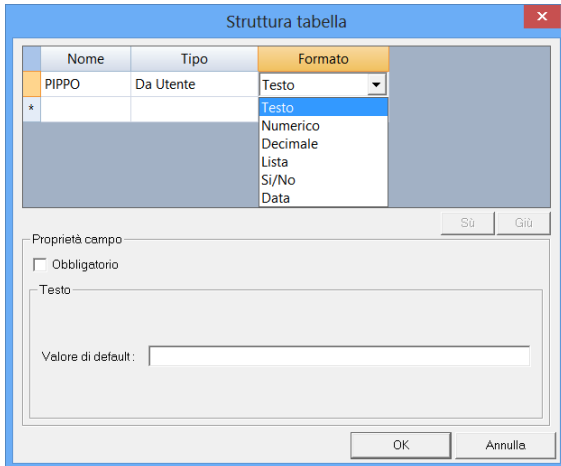 Struttura tabella
x
Nome Tipo Formato
PIPPO Da Utente Testo
* Testo
Numerico
Decimale
Lista
Si/No
Data
Sù Giù
Proprietà campo
Obbligatorio
Testo
Valore di default:
OK Annulla